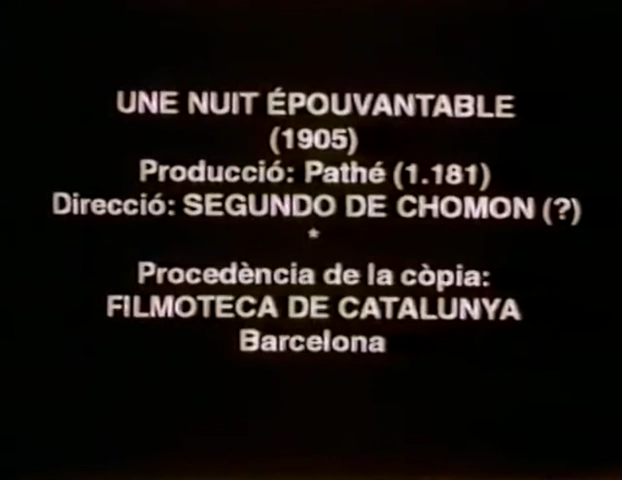 UNE NUIT ÉPOUVANTABLE
(1905)
Producció: Pathé (1.181)
Direcció: SEGUNDO DE CHOMON (?)
*
Procedència de la còpia:
FILMOTECA DE CATALUNYA
Barcelona